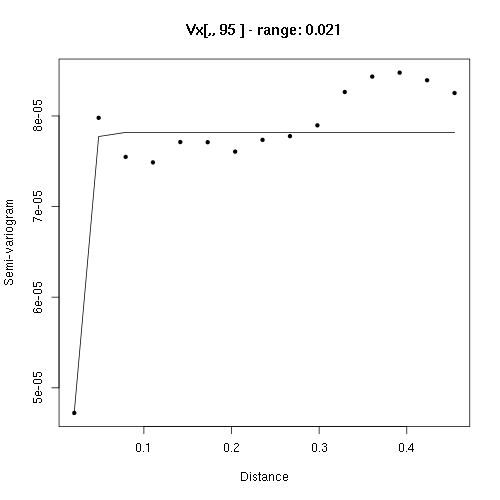 Vx[,, 95 ] - range: 0.021
Semi-variogram
8e-05
7e-05
6e-05
5e-05
0.1 0.2 0.3 0.4
Distance